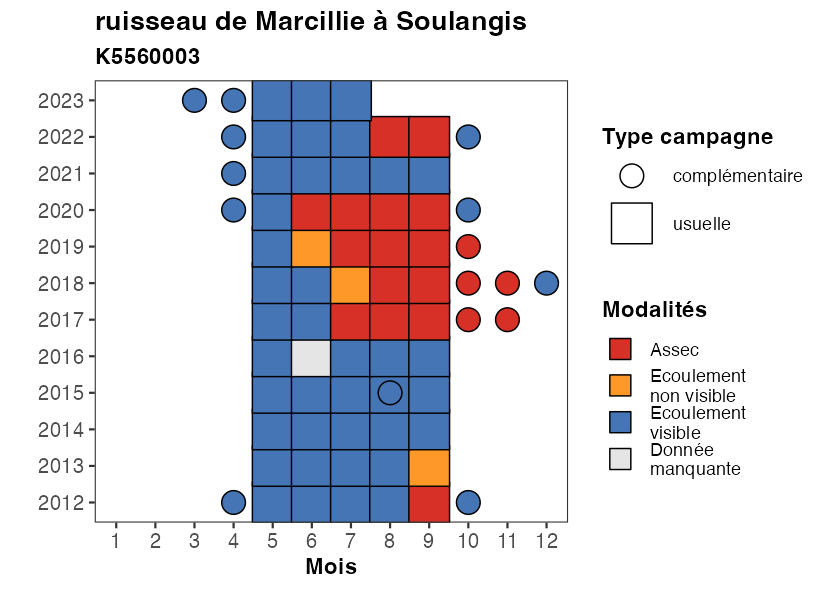 ruisseau de Marcillie à Soulangis
K5560003
2023
2022
2021
2020
2019
2018
2017
2016
2015
2014
2013
2012
1 2 3 4 5 6 7 8 9 10 11 12
Mois
Type campagne
complémentaire
usuelle
Modalités
Assec
Ecoulement
non visible
Ecoulement
visible
Donnée
manquante